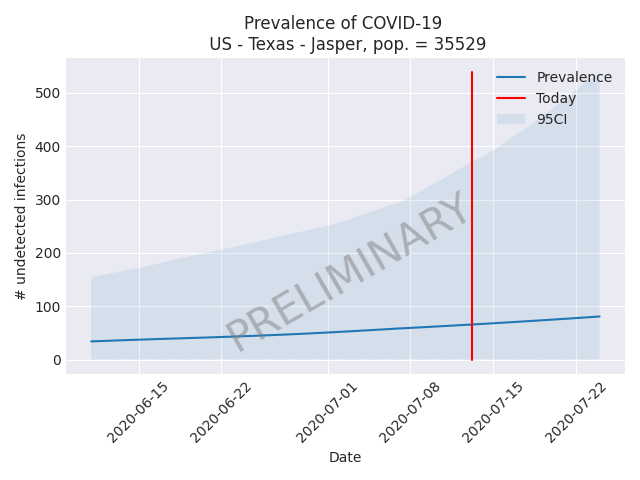 Prevalence of COVID-19
US - Texas - Jasper, pop. = 35529
Prevalence
Today
95CI
# undetected infections
500
400
300
200
100
0
PRELIMINARY
2020-06-15
2020-06-22
2020-07-01
2020-07-08
2020-07-15
2020-07-22
Date